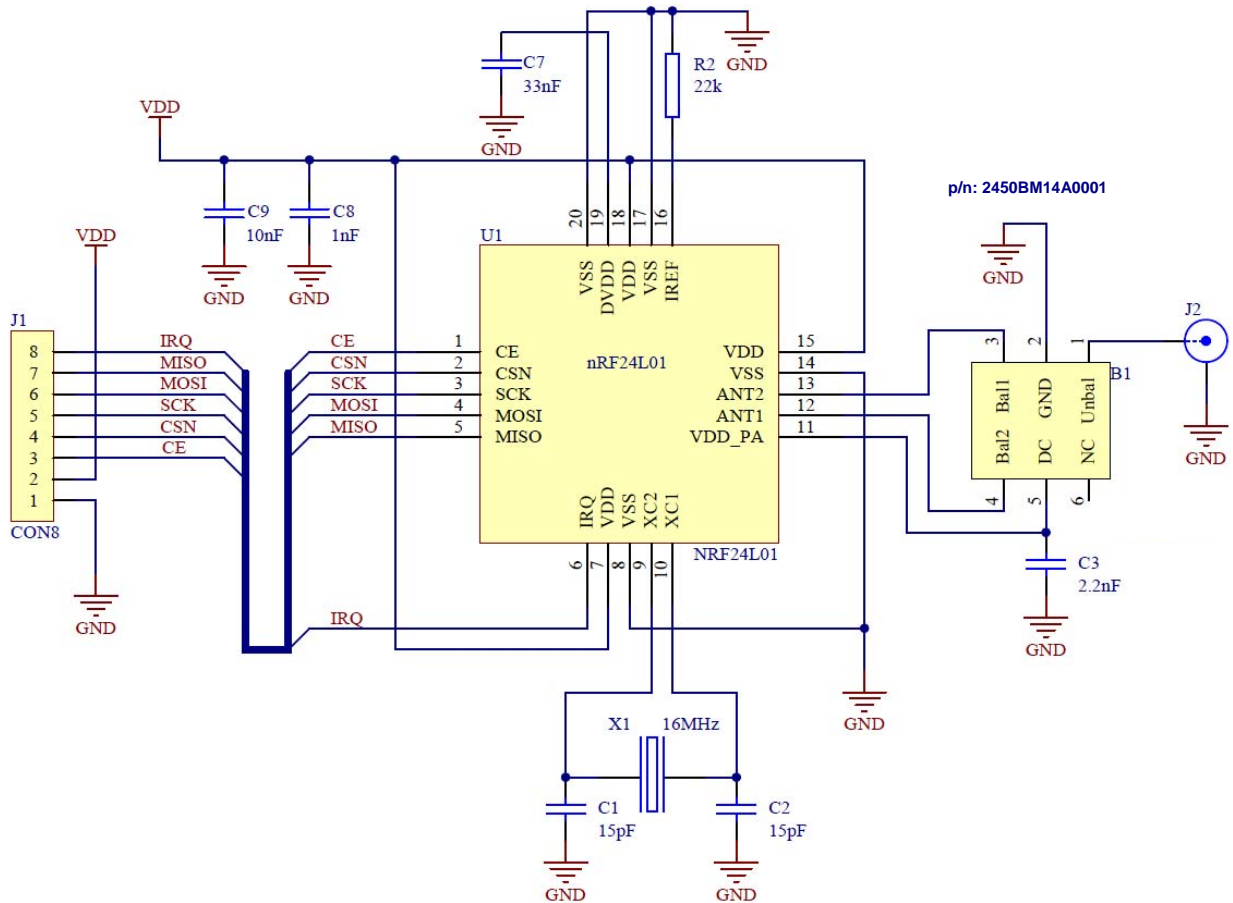 C7
33nF
GND
GND
R2
22k
VDD
p/n: 2450BM14A0001
C9
10nF
C8
1nF
GND
GND
VDD
GND
U1
20
19
18
17
16
VSS
DVDD
VDD
VSS
IREF
J1
8
7
6
5
4
3
2
1
CON8
IRQ
MISO
MOSI
SCK
CSN
CE
GND
CE
CSN
SCK
MOSI
MISO
IRQ
1
2
3
4
5
CE
CSN
SCK
MOSI
MISO
nRF24L01
VDD
VSS
ANT2
ANT1
VDD_PA
15
14
13
12
11
IRQ
VDD
VSS
XC2
XC1
6
7
8
9
10
NRF24L01
3
2
1
B1
Bal1
GND
Unbal
Bal2
DC
NC
4
5
6
J2
GND
C3
2.2nF
GND
GND
X1
16MHz
C1
15pF
C2
15pF
GND
GND